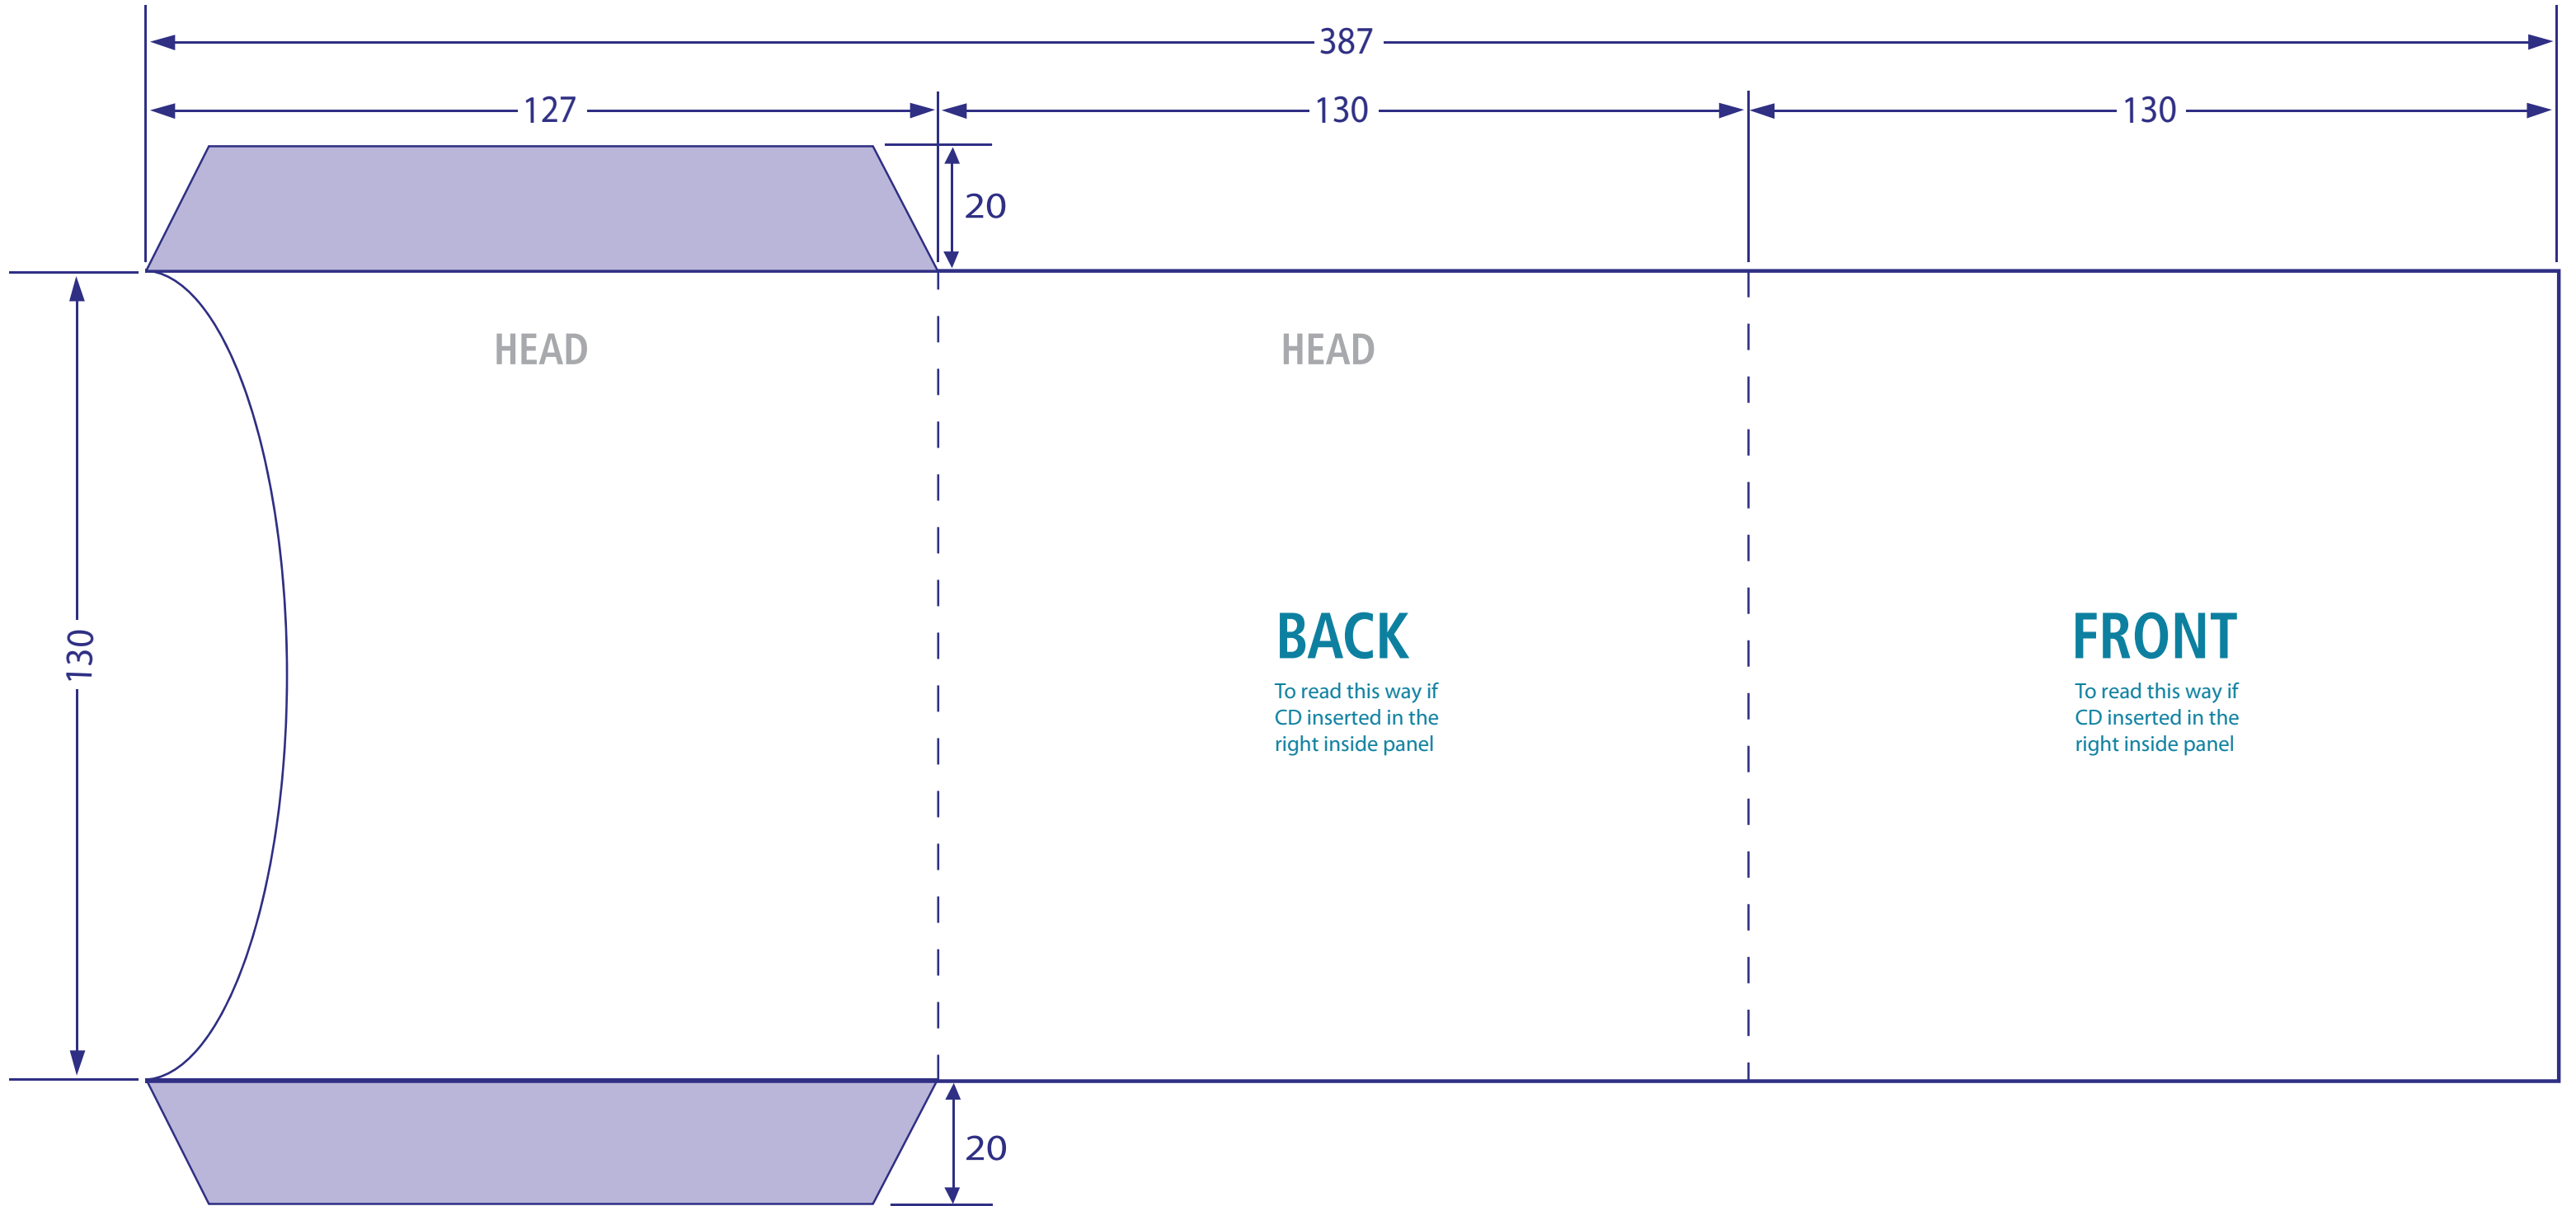 387
127
130
130
20
HEAD
HEAD
130
BACK
To read this way if
CD inserted in the
right inside panel
FRONT
To read this way if
CD inserted in the
right inside panel
20